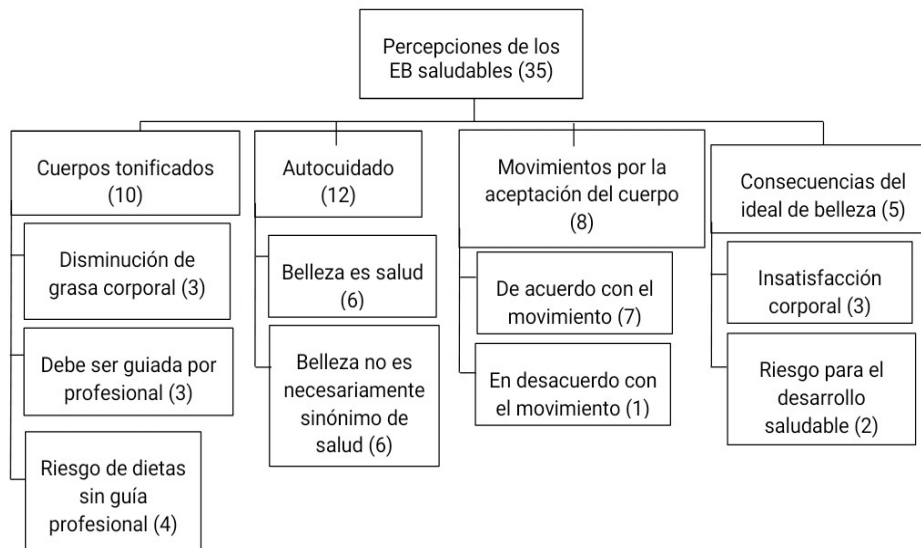 Percepciones de los
EB saludables (35)
Cuerpos tonificados
(10)
Disminución de
grasa corporal (3)
Debe ser guiada por
profesional (3)
Riesgo de dietas
sin guía
profesional (4)
Autocuidado
(12)
Belleza es salud
(6)
Belleza no es
necesariamente
sinónimo de
salud (6)
Movimientos por la
aceptación del cuerpo
(8)
De acuerdo con el
movimiento (7)
En desacuerdo con
el movimiento (1)
Consecuencias del
ideal de belleza (5)
Insatisfacción
corporal (3)
Riesgo para el
desarrollo
saludable (2)